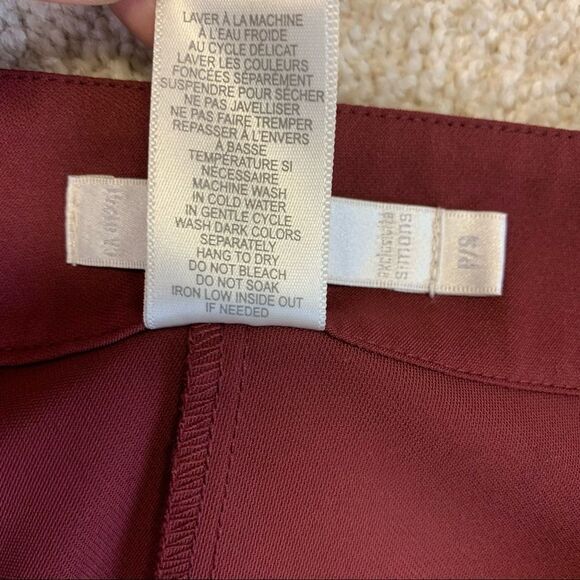 LAVER À LA MACHINE
À L'EAU FROIDE
AU CYCLE DÉLICAT
LAVER LES COULEURS
FONCÉES SÉPARÉMENT
SUSPENDRE POUR SÉCHER
NE PAS JAVELLISER
NE PAS FAIRE TREMPER
REPASSER À L'ENVERS
À BASSE
TEMPÉRATURE SI
NÉCESSAIRE
MACHINE WASH
IN COLD WATER
IN GENTLE CYCLE
WASH DARK COLORS
SEPARATELY
HANG TO DRY
DO NOT BLEACH
DO NOT SOAK
IRON LOW INSIDE OUT
IF NEEDED
simons
P/S